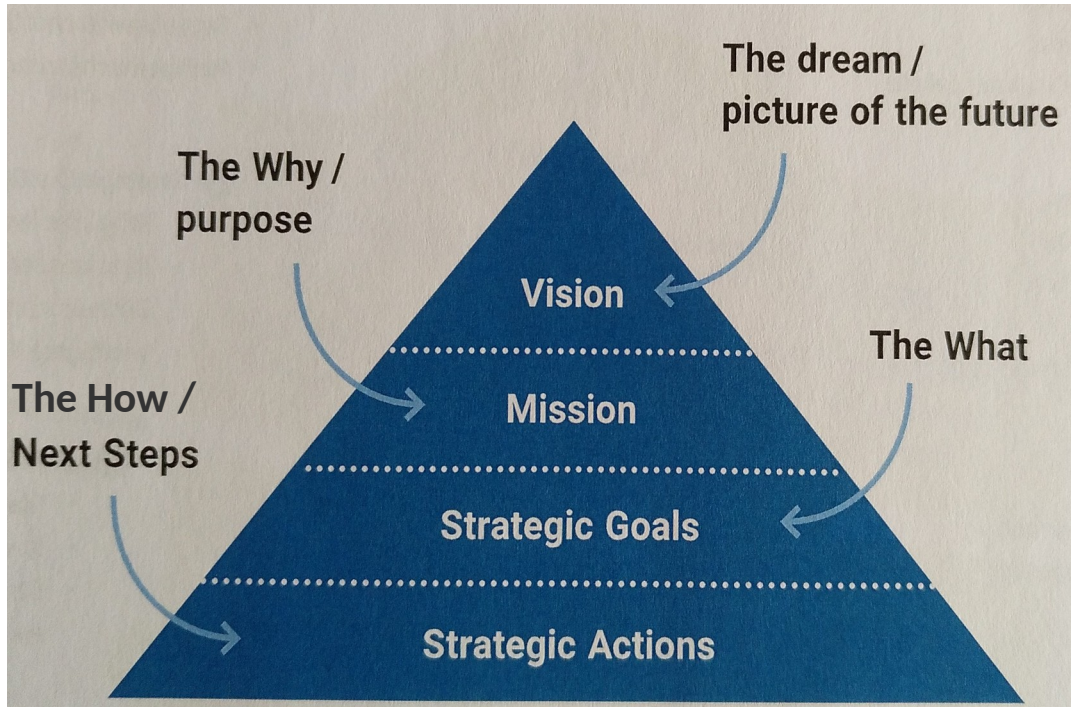 The dream /
picture of the future
The Why /
purpose
Vision
The What
The How /
Next Steps
Mission
Strategic Goals
Strategic Actions